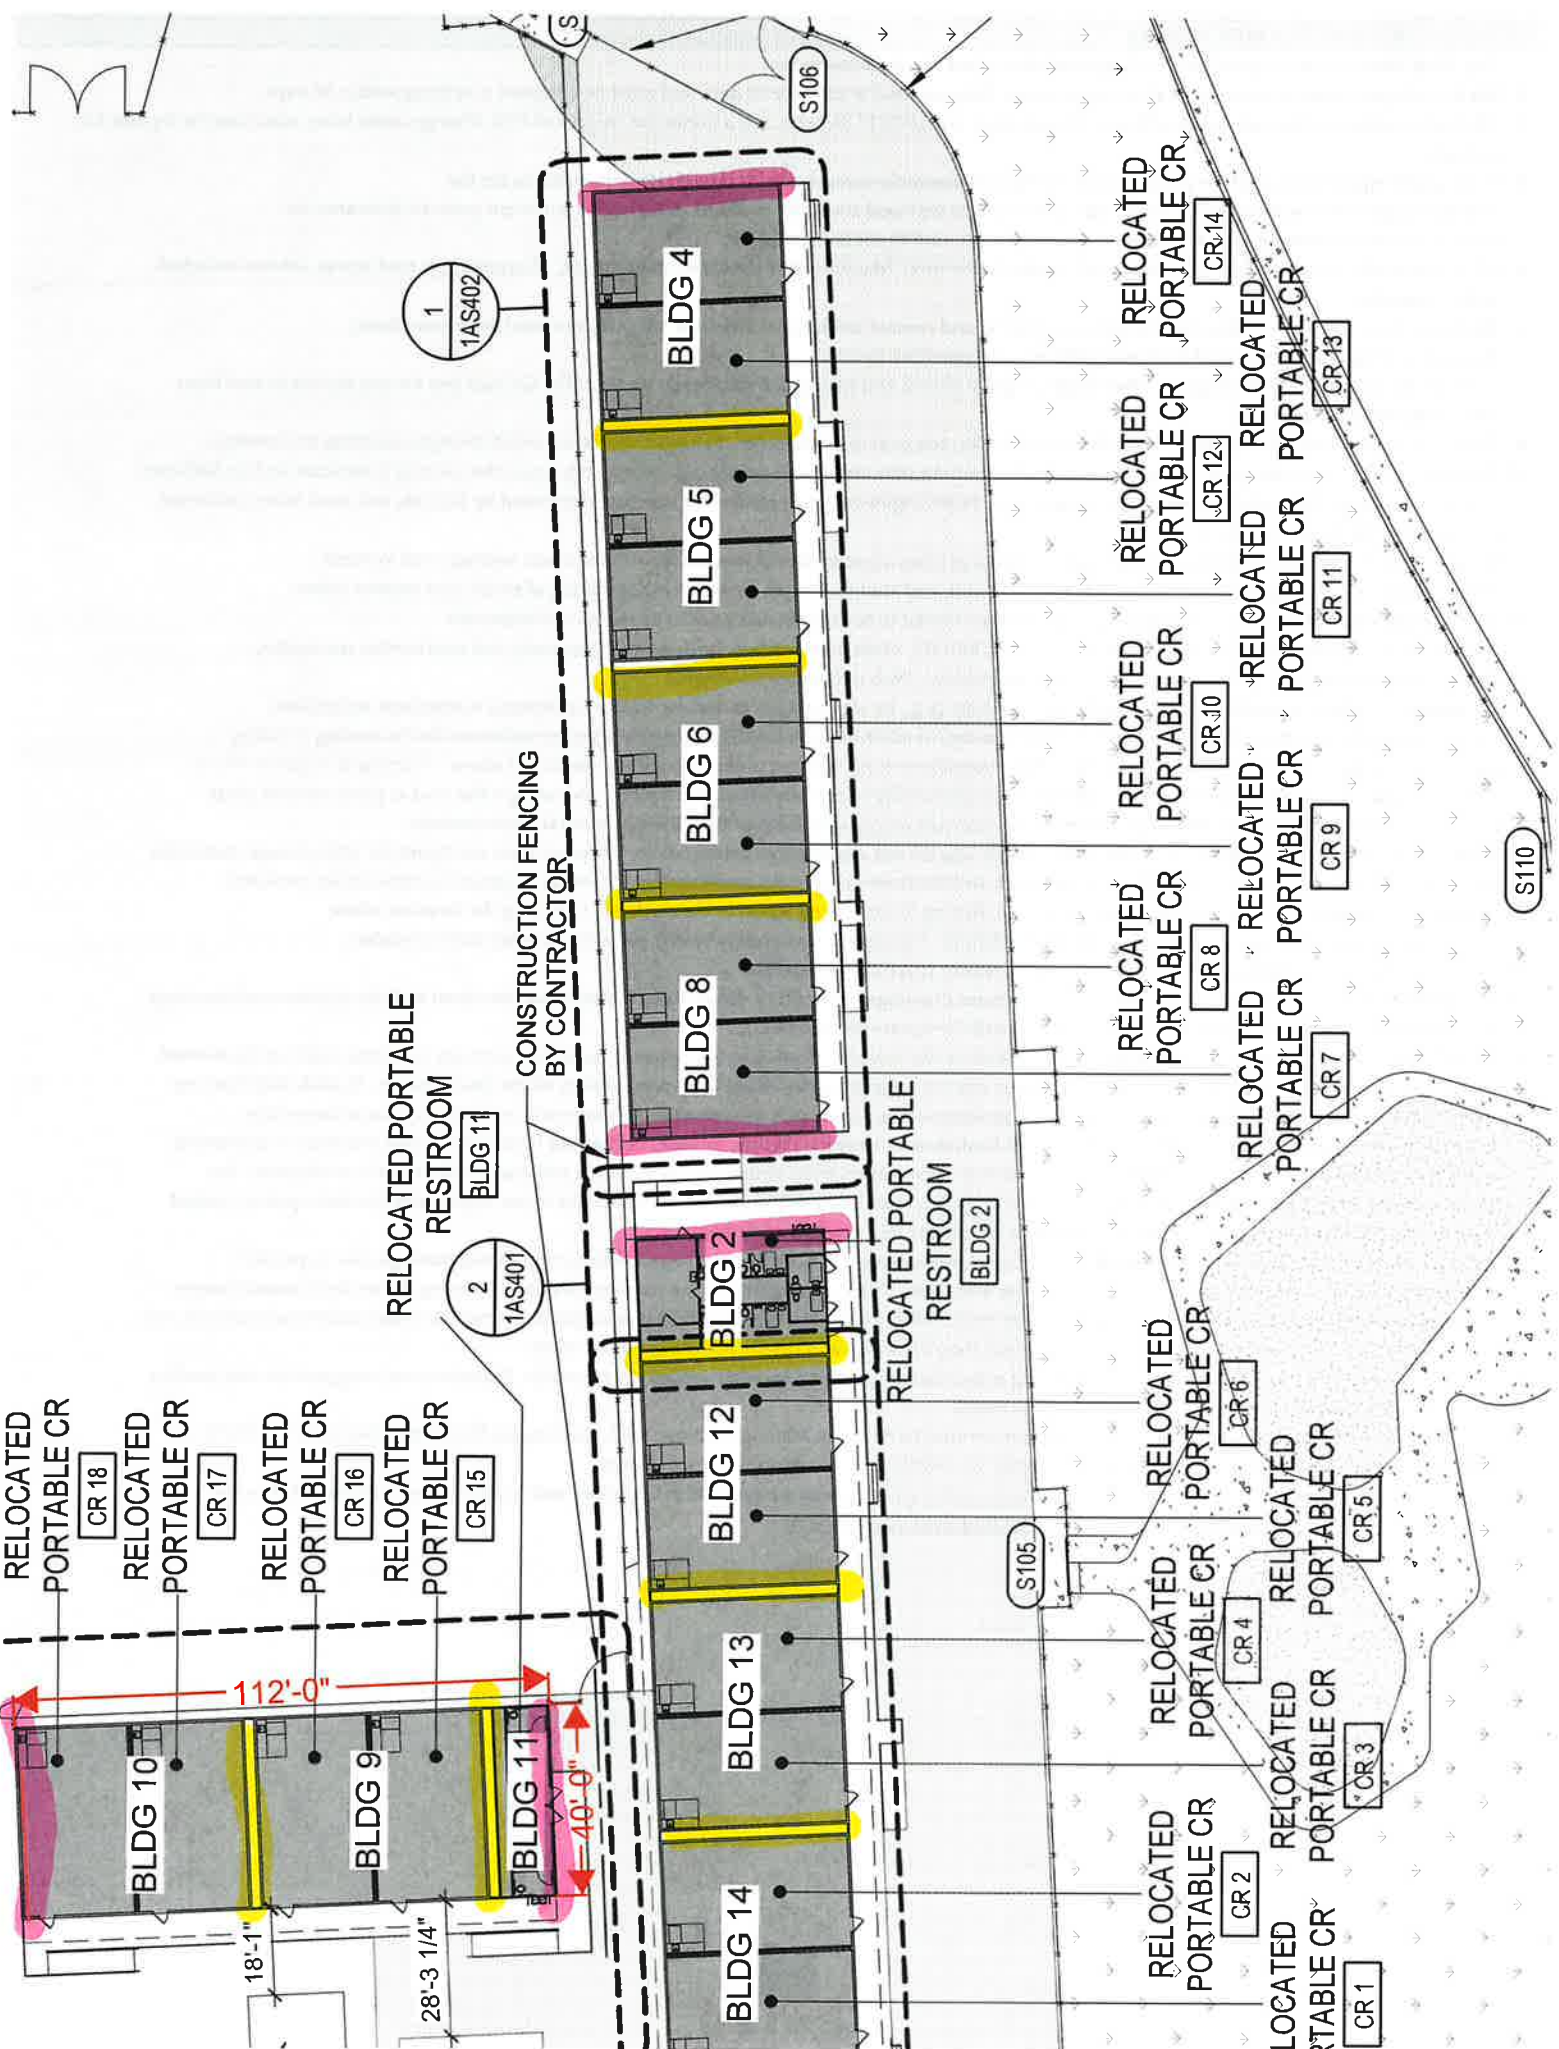 S106
1
1AS402
BLDG 4
BLDG 5
BLDG 6
BLDG 8
CONSTRUCTION FENCING
BY CONTRACTOR
RELOCATED PORTABLE
RESTROOM
BLDG 11
2
1AS401
BLDG 2
BLDG 12
BLDG 13
BLDG 14
RELOCATED PORTABLE
RESTROOM
BLDG 2
RELOCATED
PORTABLE CR
CR 18
RELOCATED
PORTABLE CR
CR 17
RELOCATED
PORTABLE CR
CR 16
RELOCATED
PORTABLE CR
CR 15
112'-0"
40'-0"
BLDG 10
BLDG 9
BLDG 11
18'-1"
28'-3 1/4"
RELOCATED
PORTABLE CR
CR 14
RELOCATED
PORTABLE CR
CR 13
RELOCATED
PORTABLE CR
CR 12
RELOCATED
PORTABLE CR
CR 11
RELOCATED
PORTABLE CR
CR 10
RELOCATED
PORTABLE CR
CR 9
RELOCATED
PORTABLE CR
CR 8
RELOCATED
PORTABLE CR
CR 7
S110
S105
RELOCATED
PORTABLE CR
CR 6
RELOCATED
PORTABLE CR
CR 5
RELOCATED
PORTABLE CR
CR 4
RELOCATED
PORTABLE CR
CR 3
RELOCATED
PORTABLE CR
CR 2
LOCATED
RTABLE CR
CR 1